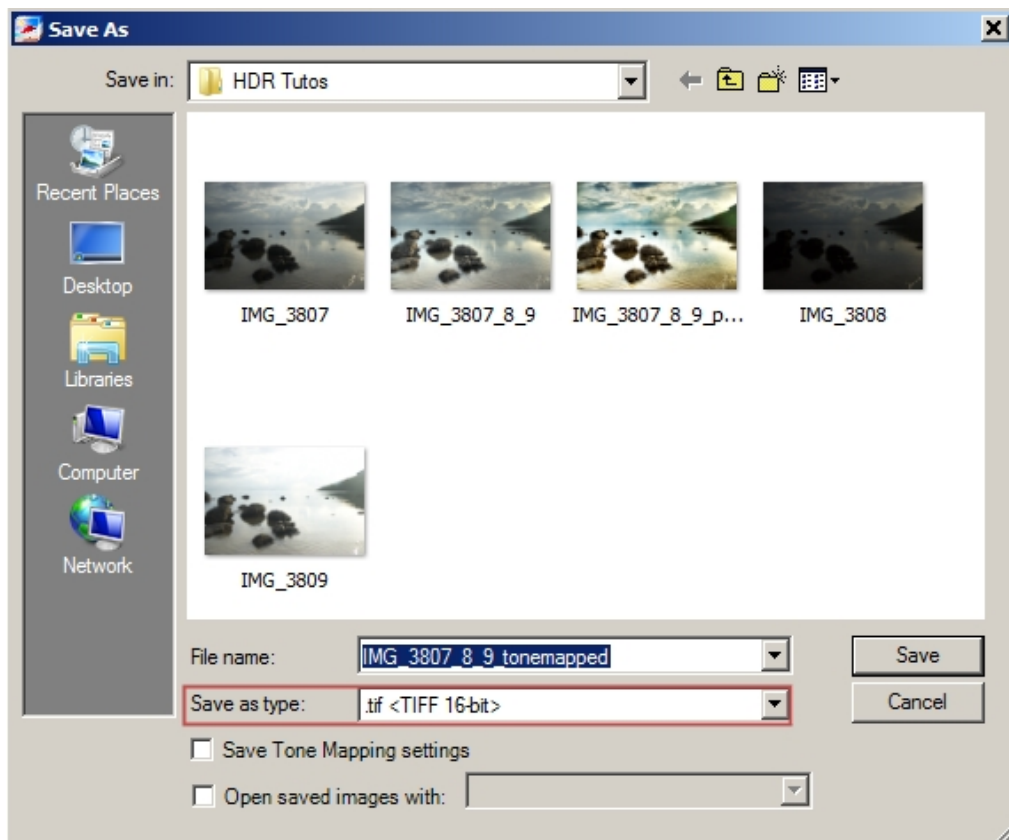 Save As
Save in:
HDR Tutos
Recent Places
Desktop
Libraries
Computer
Network
IMG_3807
IMG_3807_8_9
IMG_3807_8_9_p...
IMG_3808
IMG_3809
File name:
IMG_3807_8_9_tonemapped
Save
Save as type:
.tif <TIFF 16-bit>
Cancel
Save Tone Mapping settings
Open saved images with: